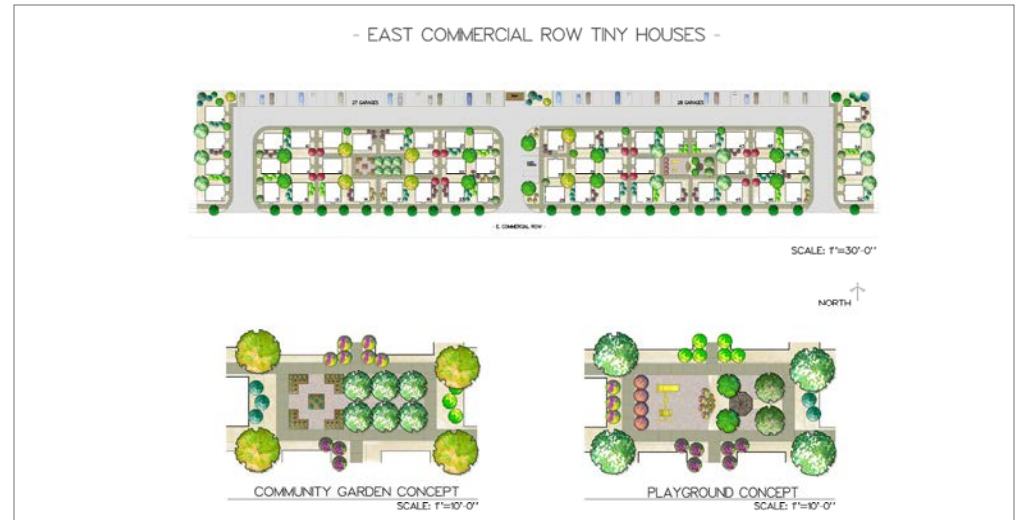 - EAST COMMERCIAL ROW TINY HOUSES -
27 GARAGES
28 GARAGES
- E. COMMERCIAL ROW -
SCALE: 1"=30'-0"
NORTH
COMMUNITY GARDEN CONCEPT
SCALE: 1"=10'-0"
PLAYGROUND CONCEPT
SCALE: 1"=10'-0"